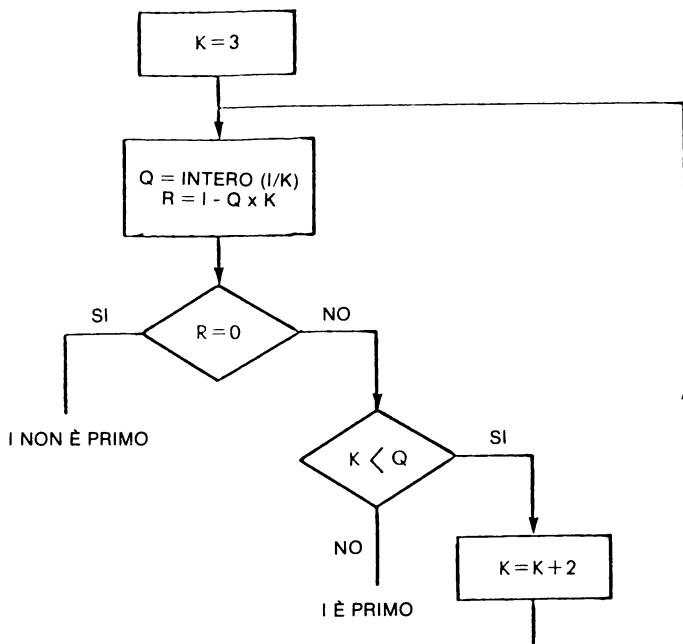 K = 3
Q = INTERO (I/K)
R = I - Q x K
SI
R = 0
NO
I NON È PRIMO
K < Q
SI
NO
K = K + 2
I È PRIMO